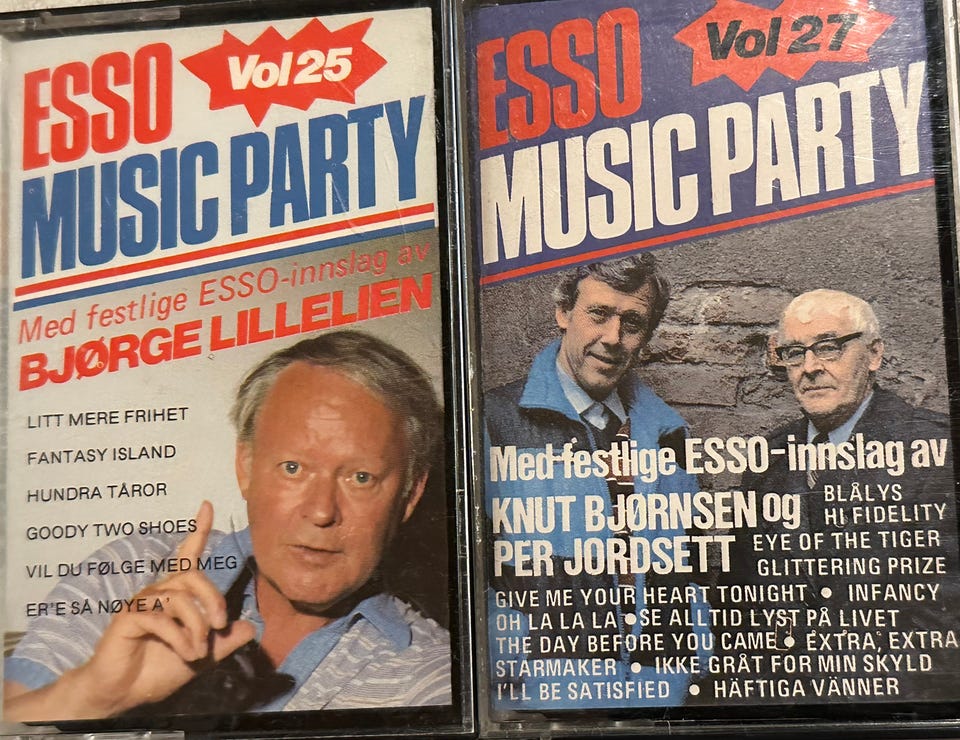 ESSO
Vol 25
MUSIC PARTY
Med festlige ESSO-innslag av
BJØRGE LILLELIEN
LITT MERE FRIHET
FANTASY ISLAND
HUNDRA TÅROR
GOODY TWO SHOES
VIL DU FØLGE MED MEG
ER'E SÅ NØYE A'
ESSO
Vol 27
MUSIC PARTY
Med festlige ESSO-innslag av
KNUT BJØRNSEN og
PER JORDSETT
BLÅLYS
HI FIDELITY
EYE OF THE TIGER
GLITTERING PRIZE
GIVE ME YOUR HEART TONIGHT • INFANCY
OH LA LA LA • SE ALLTID LYST PÅ LIVET
THE DAY BEFORE YOU CAME • EXTRA, EXTRA
STARMAKER • IKKE GRÅT FOR MIN SKYLD
I'LL BE SATISFIED • HÄFTIGA VÄNNER